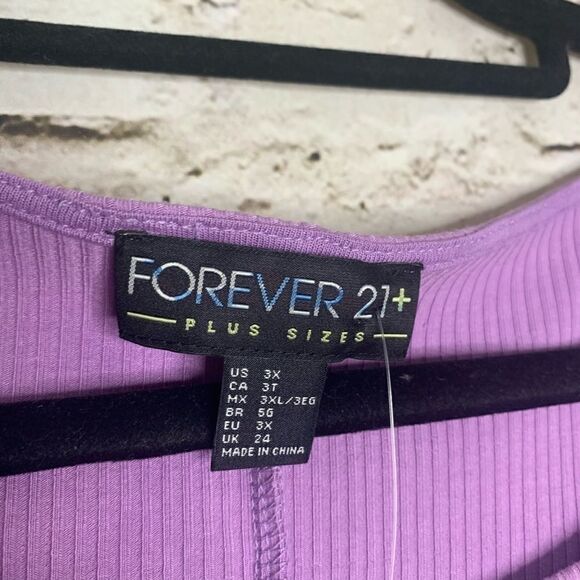 FOREVER 21+
PLUS SIZES
US 3X
CA 3T
MX 3XL/3EG
BR 5G
EU 3X
UK 24
MADE IN CHINA